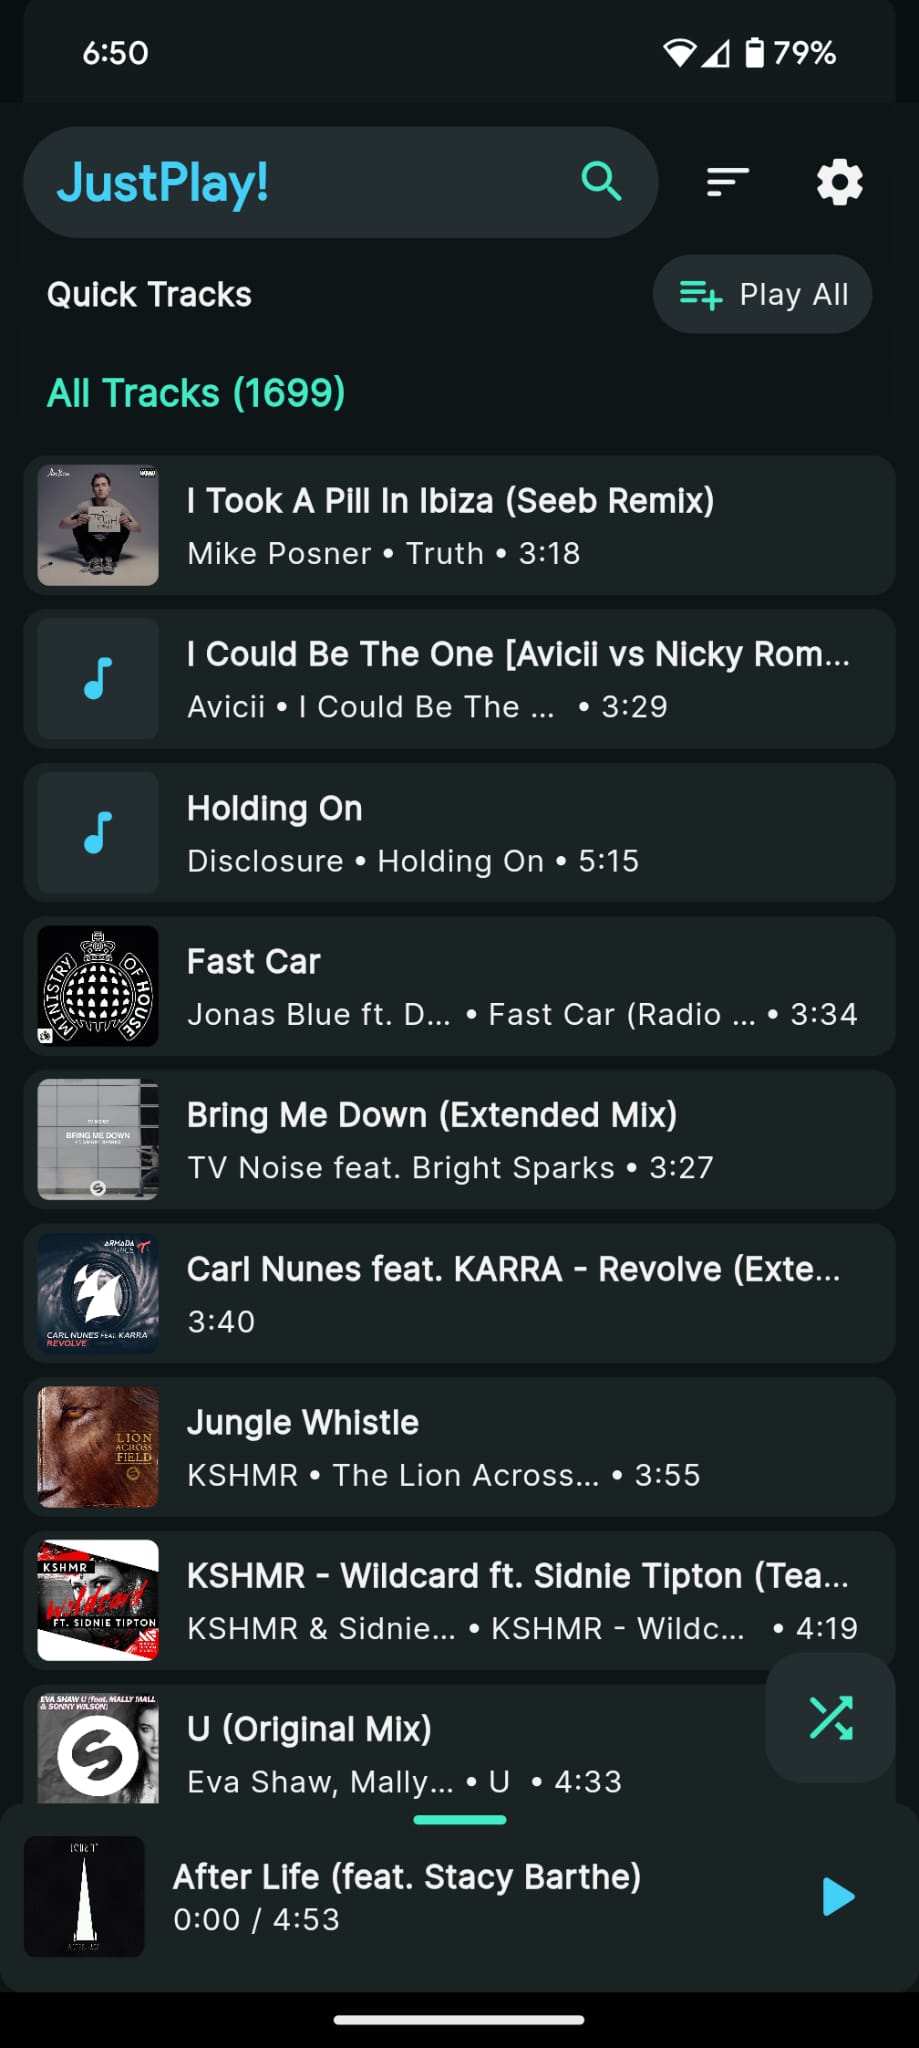 6:50
79%
JustPlay!
Quick Tracks
Play All
All Tracks (1699)
I Took A Pill In Ibiza (Seeb Remix)
Mike Posner • Truth • 3:18
I Could Be The One [Avicii vs Nicky Rom...
Avicii • I Could Be The ... • 3:29
Holding On
Disclosure • Holding On • 5:15
MINISTRY OF HOUSE
Fast Car
Jonas Blue ft. D... • Fast Car (Radio ... • 3:34
BRING ME DOWN
Bring Me Down (Extended Mix)
TV Noise feat. Bright Sparks • 3:27
ARMADA
CARL NUNES FEAT. KARRA
REVOLVE
Carl Nunes feat. KARRA - Revolve (Exte...
3:40
LION
ACROSS
FIELD
Jungle Whistle
KSHMR • The Lion Across... • 3:55
KSHMR
Wildcard
FT. SIDNIE TIPTON
KSHMR - Wildcard ft. Sidnie Tipton (Tea...
KSHMR & Sidnie... • KSHMR - Wildc... • 4:19
EVA SHAW U (feat. MALLY MALL
& SONNY WILSON)
U (Original Mix)
Eva Shaw, Mally... • U • 4:33
After Life (feat. Stacy Barthe)
0:00 / 4:53